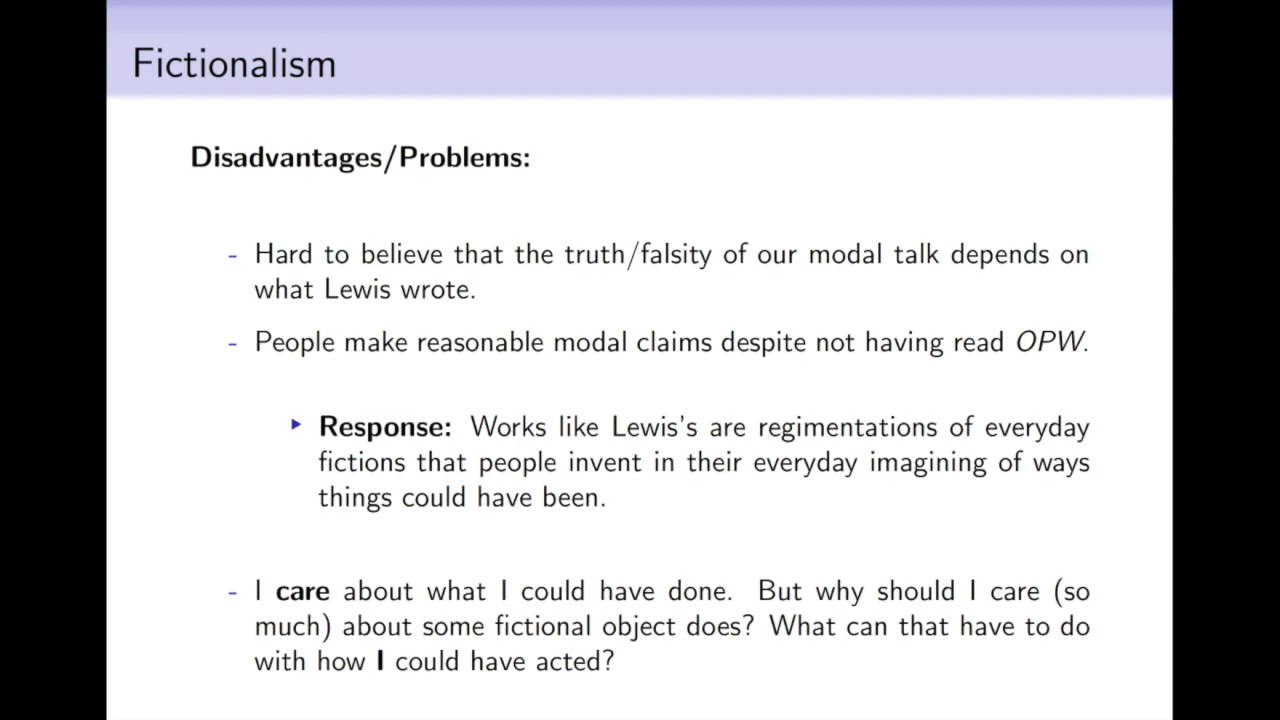 Fictionalism
Disadvantages/Problems:
- Hard to believe that the truth/falsity of our modal talk depends on
what Lewis wrote.
- People make reasonable modal claims despite not having read OPW.
▶ Response: Works like Lewis's are regimentations of everyday
fictions that people invent in their everyday imagining of ways
things could have been.
- I care about what I could have done. But why should I care (so
much) about some fictional object does? What can that have to do
with how I could have acted?